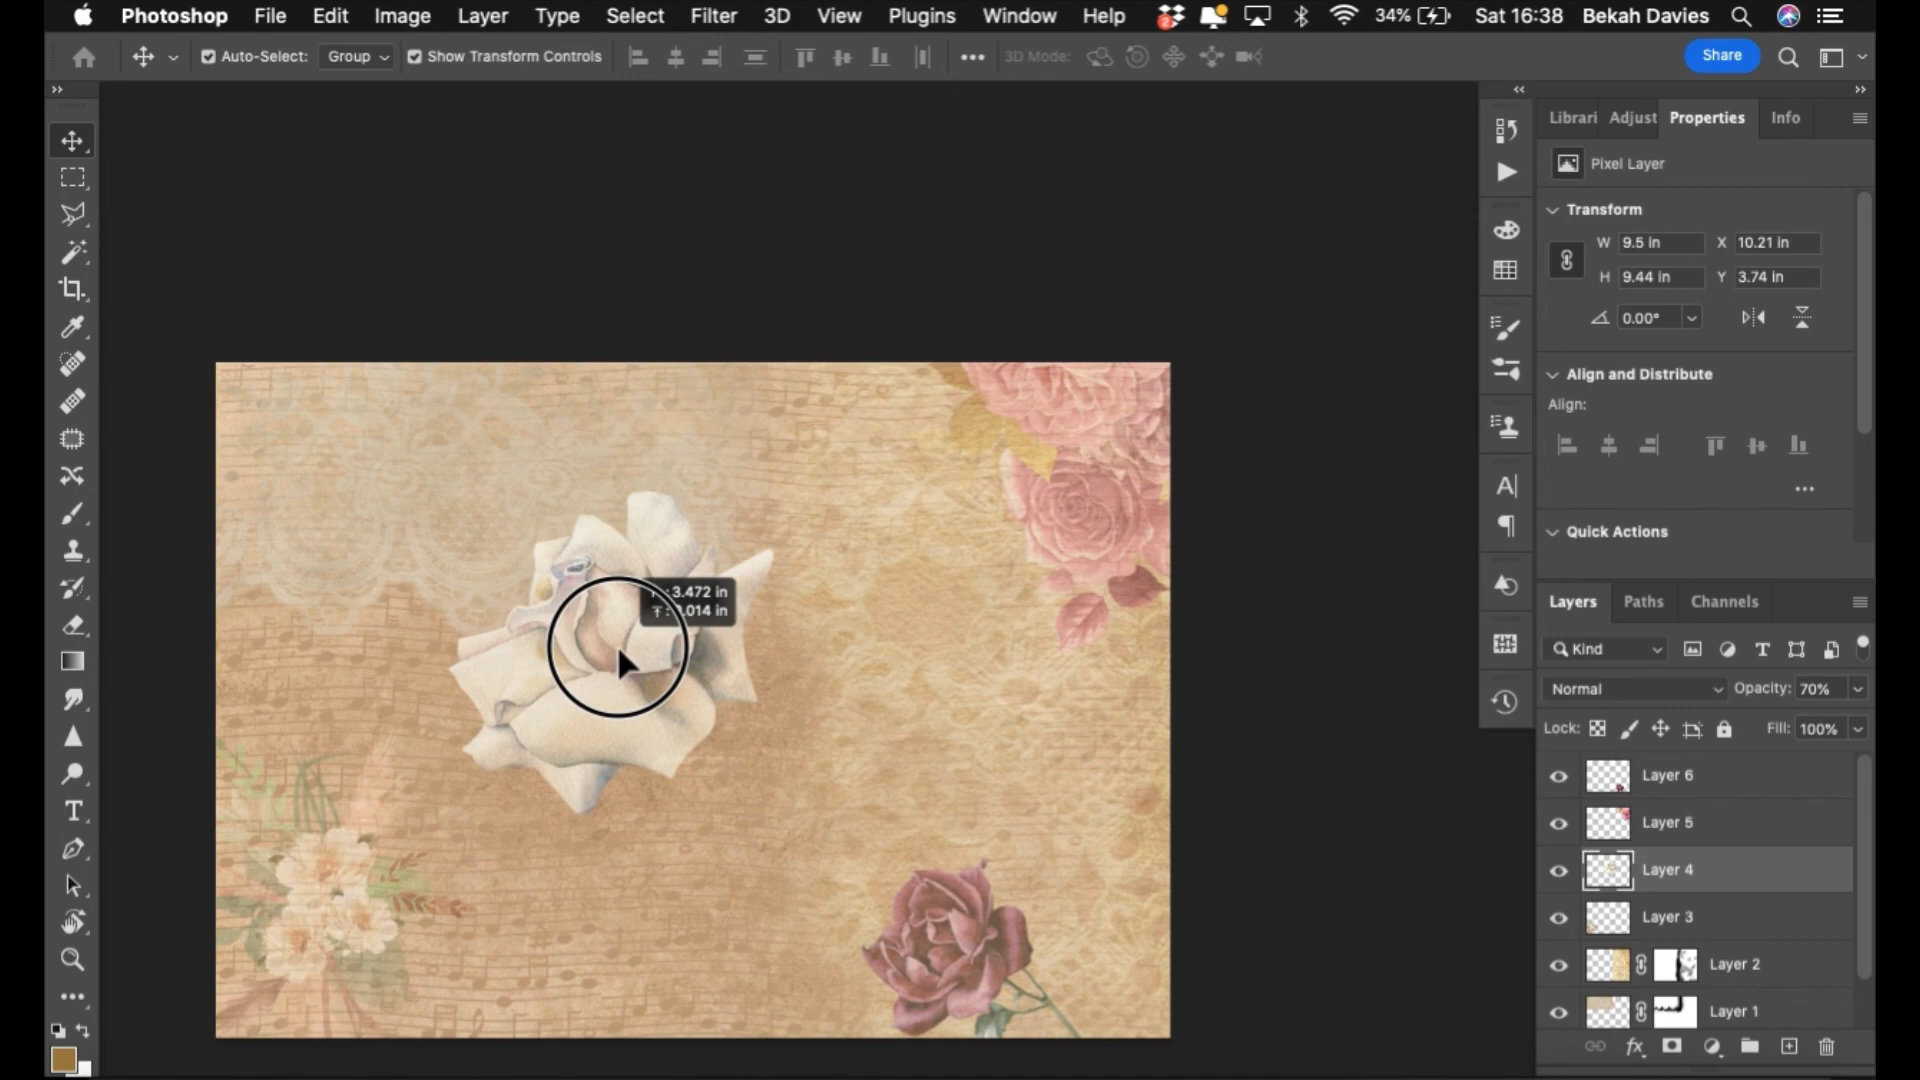 Photoshop File Edit Image Layer Type Select Filter 3D View Plugins Window Help 2 34% Sat 16:38 Bekah Davies
Auto-Select: Group Show Transform Controls 3D Mode: Share
Librari Adjust Properties Info
Pixel Layer
Transform
W 9.5 in X 10.21 in
H 9.44 in Y 3.74 in
0.00°
Align and Distribute
Align:
Quick Actions
3.472 in
.014 in
Layers Paths Channels
Kind
Normal Opacity: 70%
Lock: Fill: 100%
Layer 6
Layer 5
Layer 4
Layer 3
Layer 2
Layer 1
fx